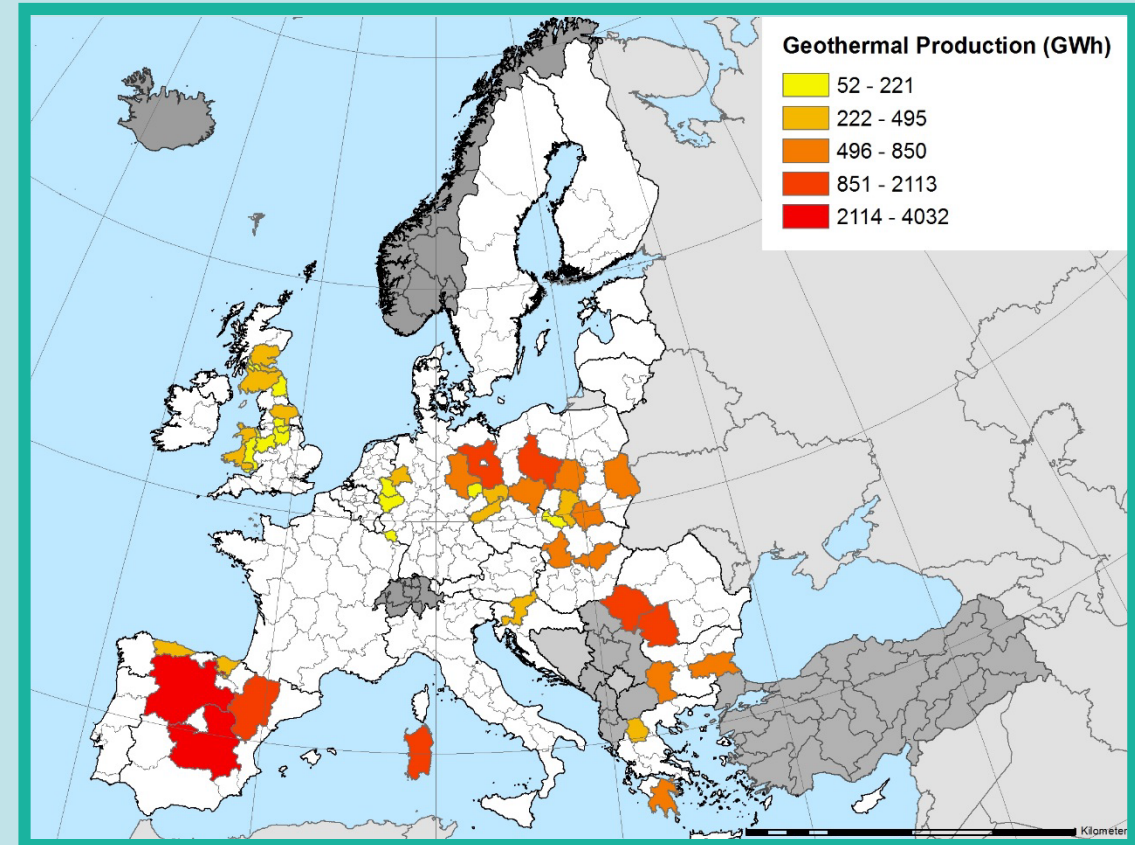 Geothermal Production (GWh)
52 - 221
222 - 495
496 - 850
851 - 2113
2114 - 4032
Kilometer